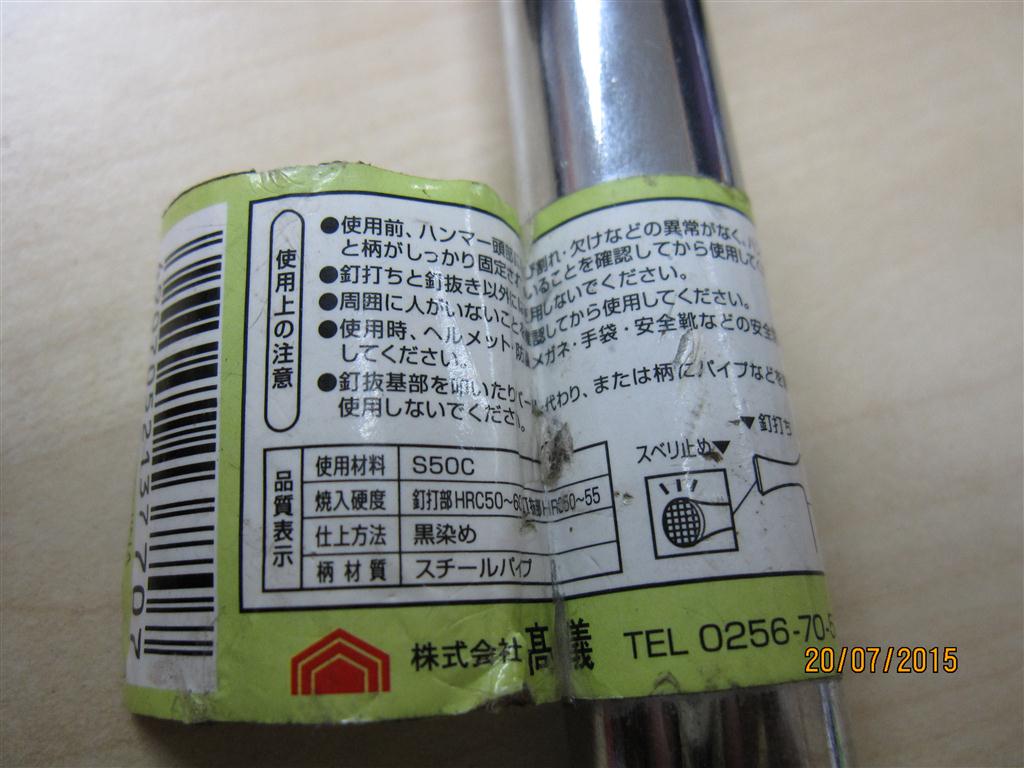 使用上の注意
●使用前、ハンマー頭部 割れ・欠けなどの異常がなく、
と柄がしっかり固定され いることを確認してから使用して
●釘打ちと釘抜き以外に 用しないでください。
●周囲に人がいないことを 確認してから使用してください。
●使用時、ヘルメット・防 メガネ・手袋・安全靴などの安全
してください。
●釘抜基部を叩いたり 代わり、または柄にパイプなどを
使用しないでください。
品質表示
使用材料 S50C
焼入硬度 釘打部HRC50~60 HRC50~55
仕上方法 黒染め
柄材質 スチールパイプ
スベリ止め▼
▼釘打ち
株式会社 髙儀 TEL 0256-70-5
20/07/2015